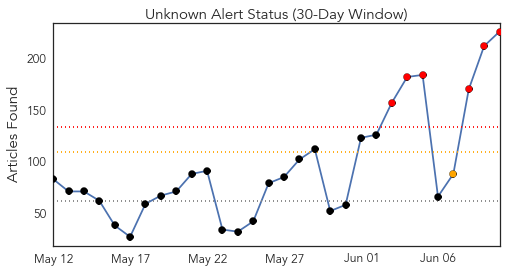 Unknown Alert Status (30-Day Window)
Articles Found
200
150
100
50
May 12 May 17 May 22 May 27 Jun 01 Jun 06